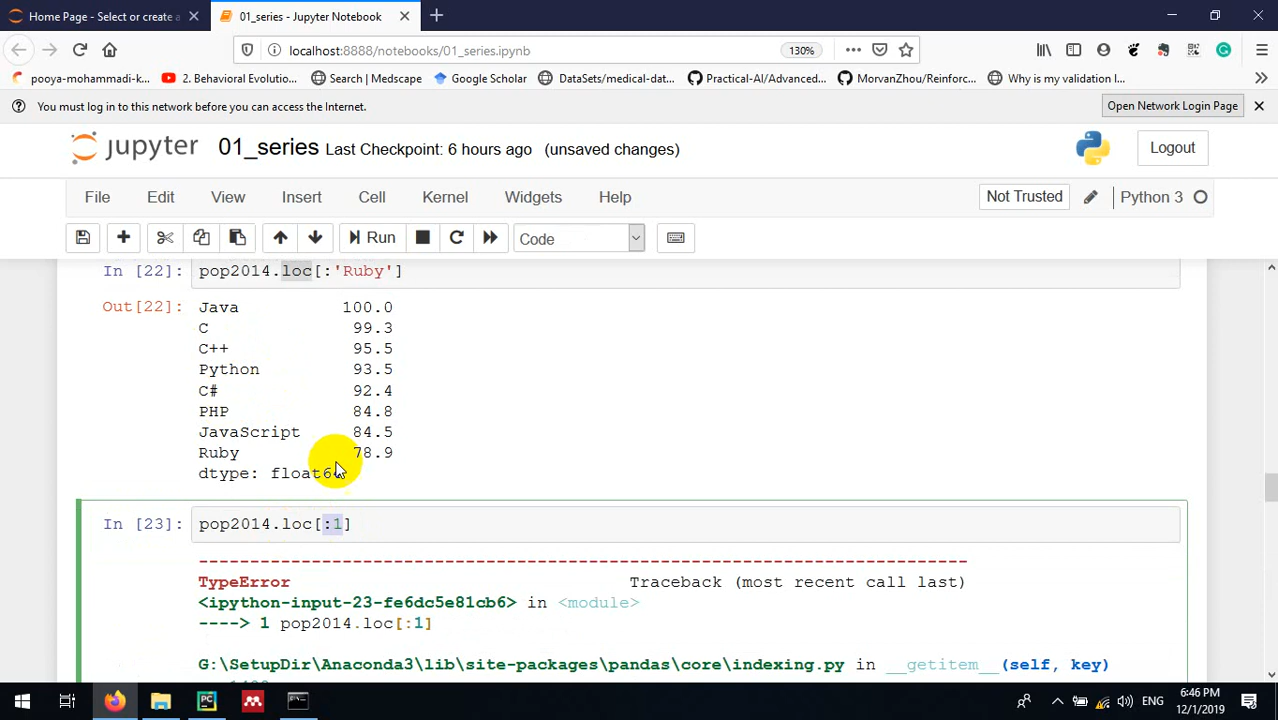 Home Page - Select or create a
01_series - Jupyter Notebook
localhost:8888/notebooks/01_series.ipynb
130%
pooya-mohammadi-k...
2. Behavioral Evolutio...
Search | Medscape
Google Scholar
DataSets/medical-dat...
Practical-AI/Advanced...
MorvanZhou/Reinforc...
Why is my validation I...
You must log in to this network before you can access the Internet.
Open Network Login Page
jupyter 01_series Last Checkpoint: 6 hours ago (unsaved changes)
Logout
File Edit View Insert Cell Kernel Widgets Help
Not Trusted
Python 3
Run
Code
In [22]: pop2014.loc[:'Ruby']
Out[22]: Java 100.0
C 99.3
C++ 95.5
Python 93.5
C# 92.4
PHP 84.8
JavaScript 84.5
Ruby 78.9
dtype:
In [23]: pop2014.loc[:1]
---------------------------------------------------------------------------
TypeError Traceback (most recent call last)
<ipython-input-23-fe6dc5e81cb6> in <module>
----> 1 pop2014.loc[:1]
G:\SetupDir\Anaconda3\lib\site-packages\pandas\core\indexing.py in __getitem__(self, key)
6:46 PM
12/1/2019